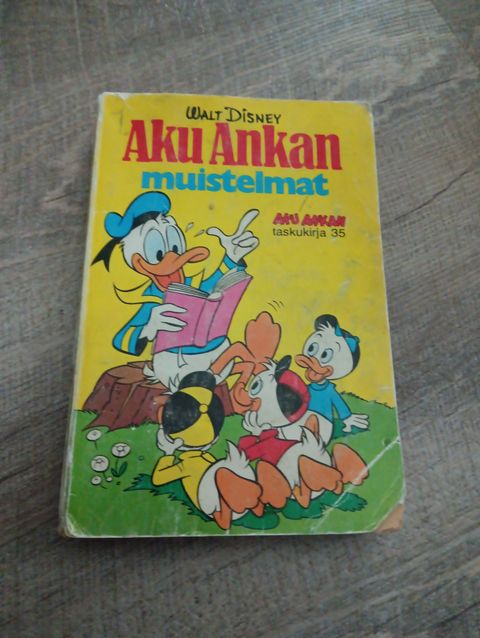 WALT DISNEY
Aku Ankan
muistelmat
AKU ANKAN
taskukirja 35